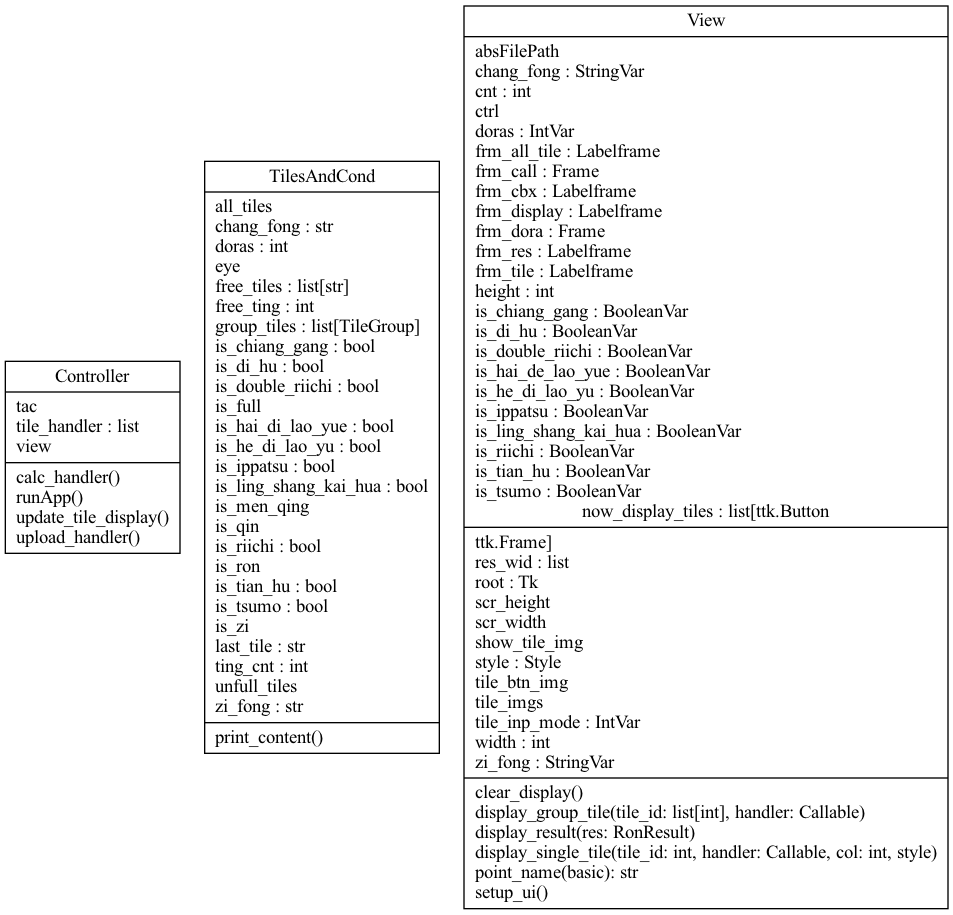 Controller
tac
tile_handler : list
view
calc_handler()
runApp()
update_tile_display()
upload_handler()
TilesAndCond
all_tiles
chang_fong : str
doras : int
eye
free_tiles : list[str]
free_ting : int
group_tiles : list[TileGroup]
is_chiang_gang : bool
is_di_hu : bool
is_double_riichi : bool
is_full
is_hai_di_lao_yue : bool
is_he_di_lao_yu : bool
is_ippatsu : bool
is_ling_shang_kai_hua : bool
is_men_qing
is_qin
is_riichi : bool
is_ron
is_tian_hu : bool
is_tsumo : bool
is_zi
last_tile : str
ting_cnt : int
unfull_tiles
zi_fong : str
print_content()
View
absFilePath
chang_fong : StringVar
cnt : int
ctrl
doras : IntVar
frm_all_tile : Labelframe
frm_call : Frame
frm_cbx : Labelframe
frm_display : Labelframe
frm_dora : Frame
frm_res : Labelframe
frm_tile : Labelframe
height : int
is_chiang_gang : BooleanVar
is_di_hu : BooleanVar
is_double_riichi : BooleanVar
is_hai_de_lao_yue : BooleanVar
is_he_di_lao_yu : BooleanVar
is_ippatsu : BooleanVar
is_ling_shang_kai_hua : BooleanVar
is_riichi : BooleanVar
is_tian_hu : BooleanVar
is_tsumo : BooleanVar
now_display_tiles : list[ttk.Button
ttk.Frame]
res_wid : list
root : Tk
scr_height
scr_width
show_tile_img
style : Style
tile_btn_img
tile_imgs
tile_inp_mode : IntVar
width : int
zi_fong : StringVar
clear_display()
display_group_tile(tile_id: list[int], handler: Callable)
display_result(res: RonResult)
display_single_tile(tile_id: int, handler: Callable, col: int, style)
point_name(basic): str
setup_ui()